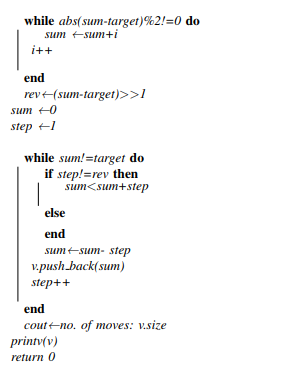 while abs(sum-target)%2!=0 do
sum ←sum+i
i++
end
rev←(sum-target)>>1
sum ←0
step ←1
while sum!=target do
if step!=rev then
sum<sum+step
else
end
sum←sum- step
v.push_back(sum)
step++
end
cout←no. of moves: v.size
printv(v)
return 0